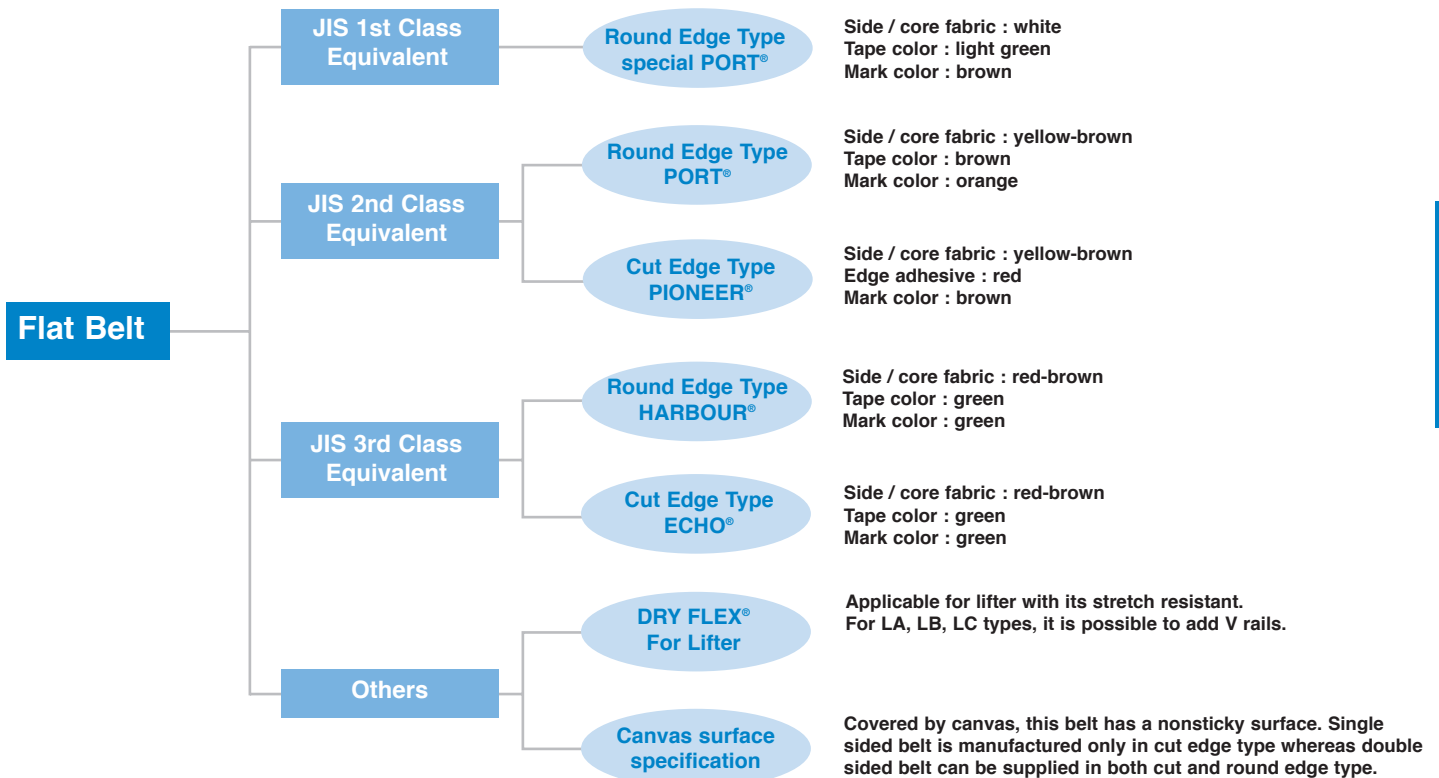 Flat Belt
JIS 1st Class
Equivalent
Round Edge Type
special PORT®
Side / core fabric : white
Tape color : light green
Mark color : brown
JIS 2nd Class
Equivalent
Round Edge Type
PORT®
Side / core fabric : yellow-brown
Tape color : brown
Mark color : orange
Cut Edge Type
PIONEER®
Side / core fabric : yellow-brown
Edge adhesive : red
Mark color : brown
JIS 3rd Class
Equivalent
Round Edge Type
HARBOUR®
Side / core fabric : red-brown
Tape color : green
Mark color : green
Cut Edge Type
ECHO®
Side / core fabric : red-brown
Tape color : green
Mark color : green
Others
DRY FLEX®
For Lifter
Applicable for lifter with its stretch resistant.
For LA, LB, LC types, it is possible to add V rails.
Canvas surface
specification
Covered by canvas, this belt has a nonsticky surface. Single
sided belt is manufactured only in cut edge type whereas double
sided belt can be supplied in both cut and round edge type.